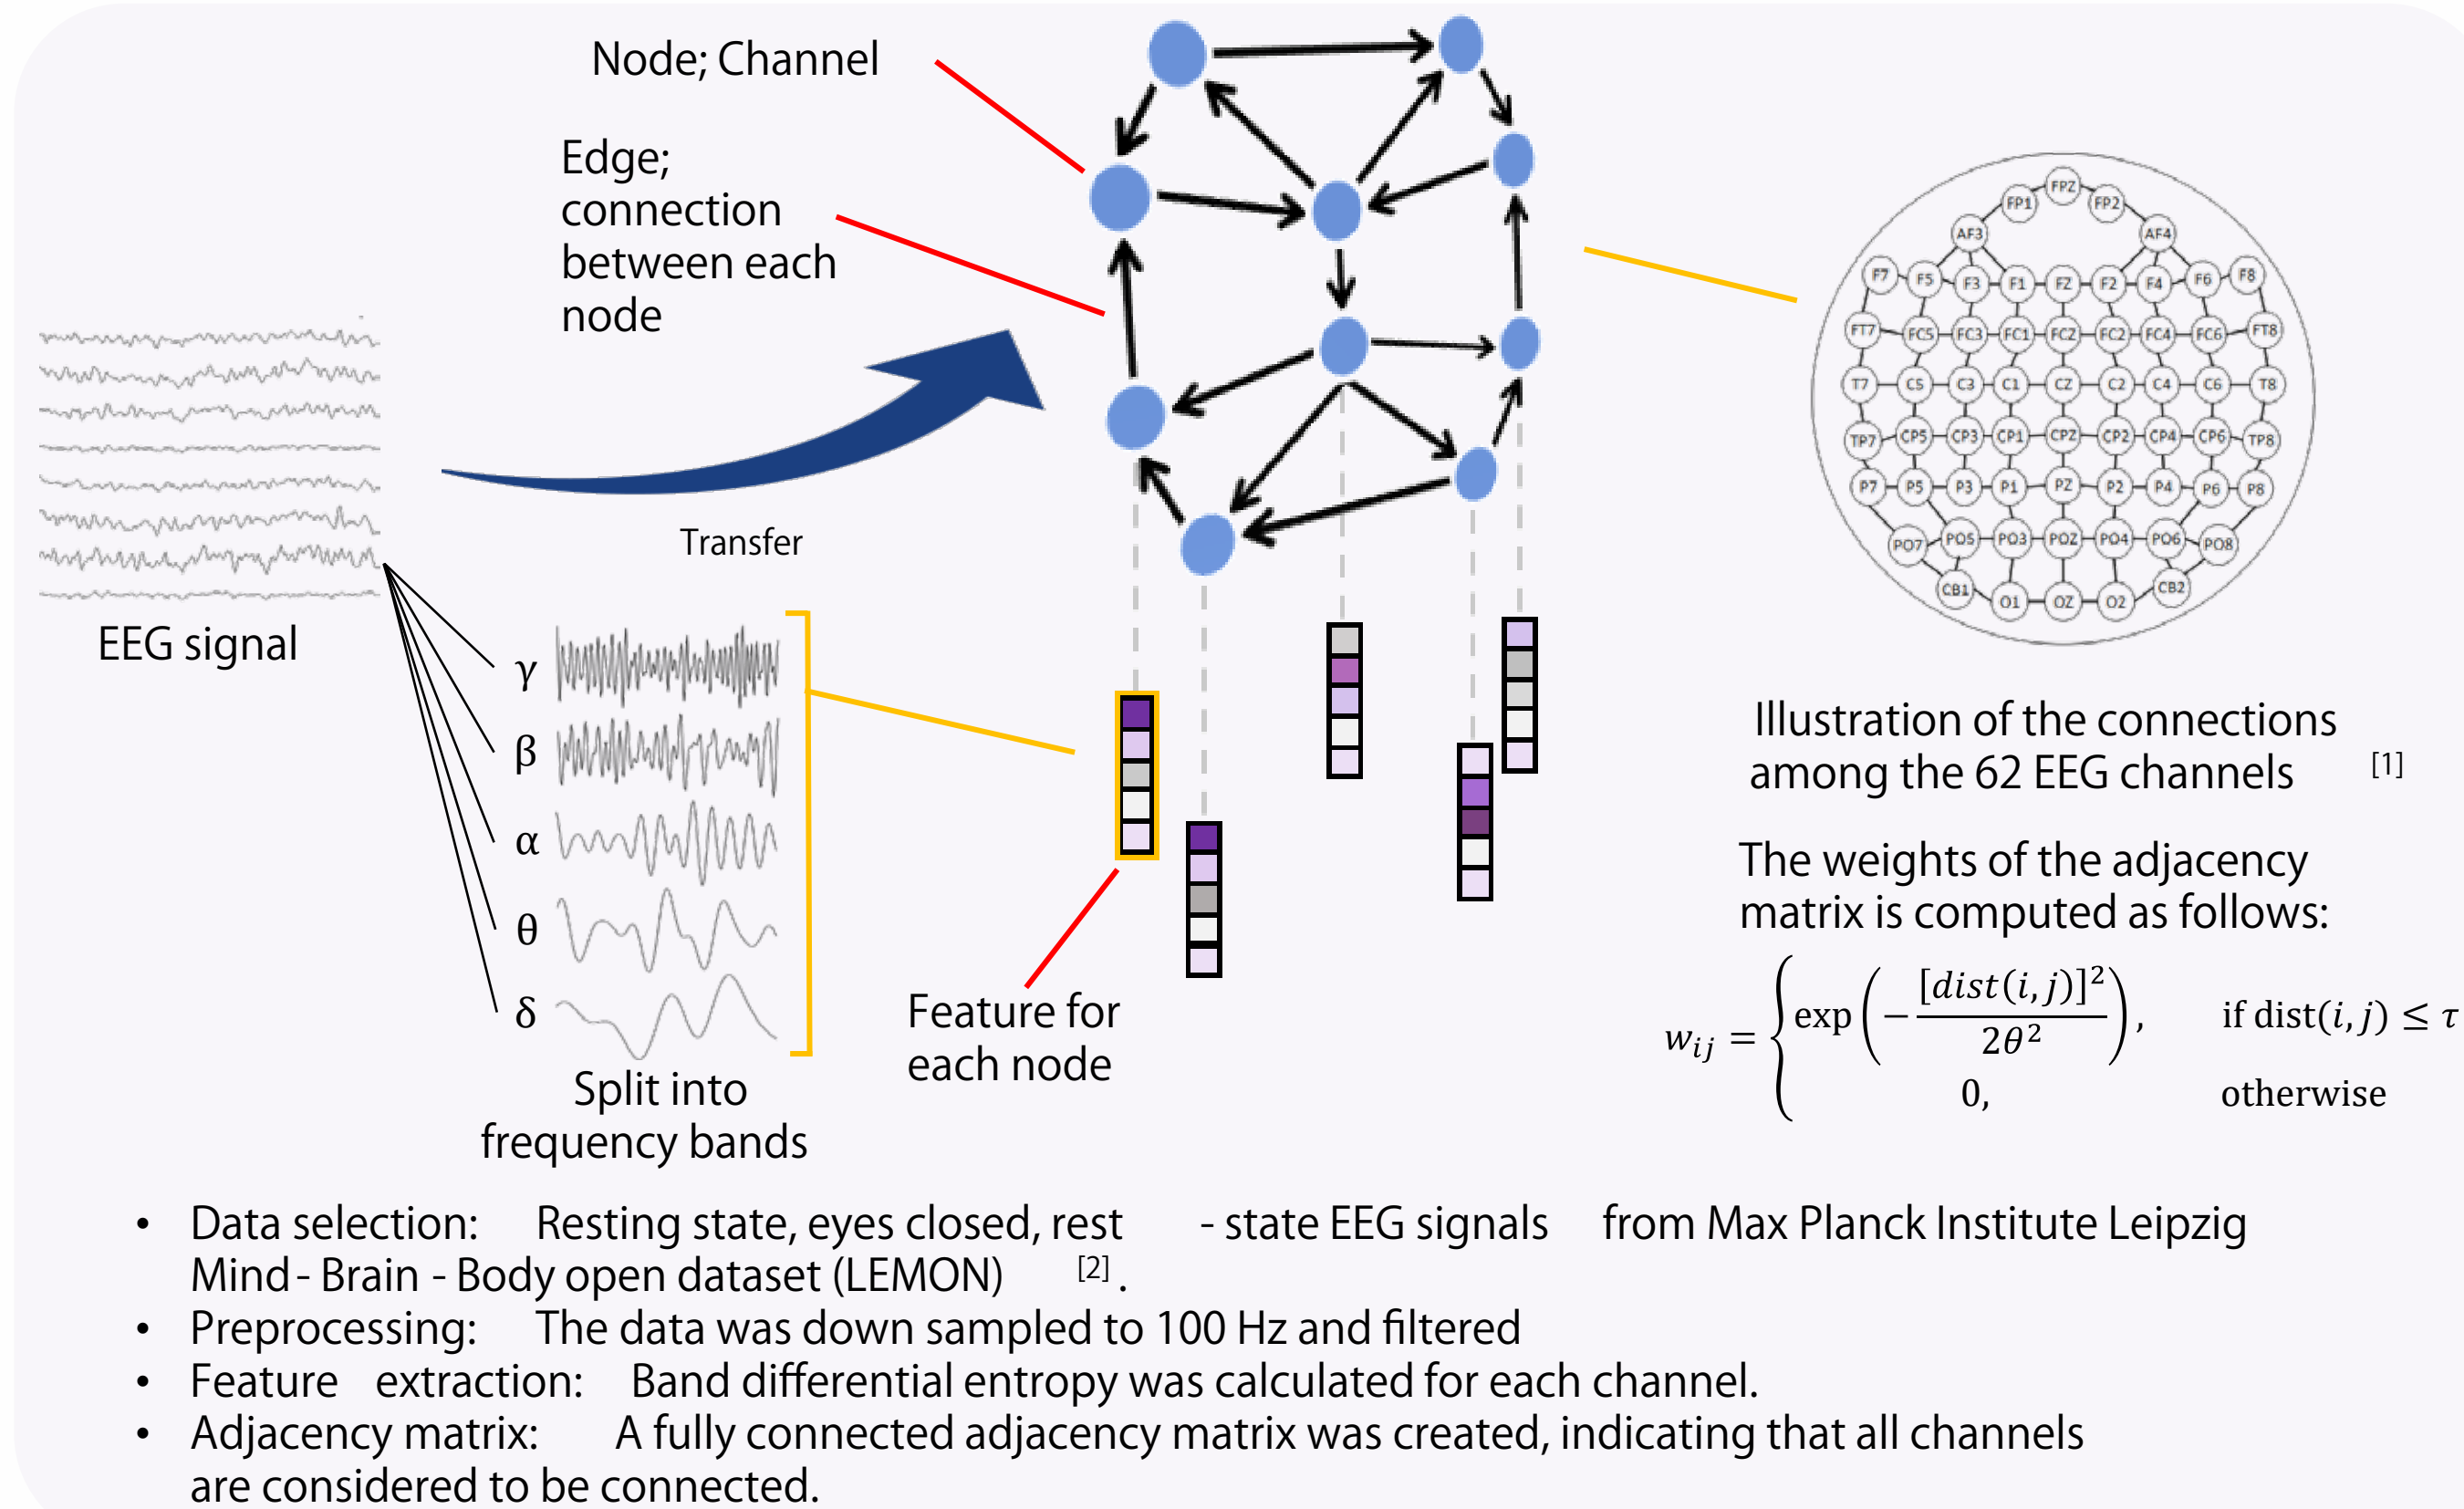 Node; Channel
Edge;
connection
between each
node
Transfer
EEG signal
γ
β
α
θ
δ
Split into
frequency bands
Feature for
each node
FPZ
FP1 FP2
AF3 AF4
F7 F5 F3 F1 FZ F2 F4 F6 F8
FT7 FC5 FC3 FC1 FCZ FC2 FC4 FC6 FT8
T7 C5 C3 C1 CZ C2 C4 C6 T8
TP7 CP5 CP3 CP1 CPZ CP2 CP4 CP6 TP8
P7 P5 P3 P1 PZ P2 P4 P6 P8
PO7 PO5 PO3 POZ PO4 PO6 PO8
CB1 O1 OZ O2 CB2
Illustration of the connections
among the 62 EEG channels [1]
The weights of the adjacency
matrix is computed as follows:
w_ij = { exp(−[dist(i,j)]²/2θ²), if dist(i,j) ≤ τ
0, otherwise
• Data selection: Resting state, eyes closed, rest - state EEG signals from Max Planck Institute Leipzig
Mind- Brain - Body open dataset (LEMON) [2] .
• Preprocessing: The data was down sampled to 100 Hz and filtered
• Feature extraction: Band differential entropy was calculated for each channel.
• Adjacency matrix: A fully connected adjacency matrix was created, indicating that all channels
are considered to be connected.